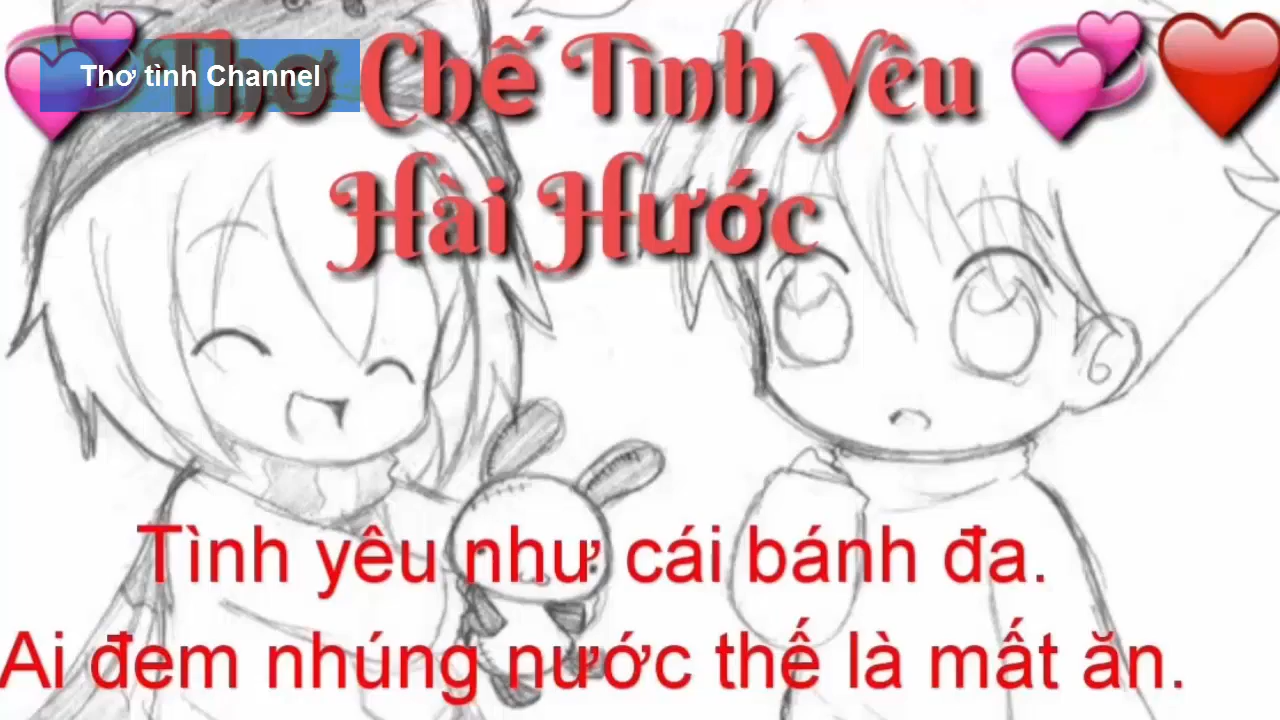 Thơ tình Channel
Thơ Chế Tình Yêu
Hài Hước
Tình yêu như cái bánh đa.
Ai đem nhúng nước thế là mất ăn.